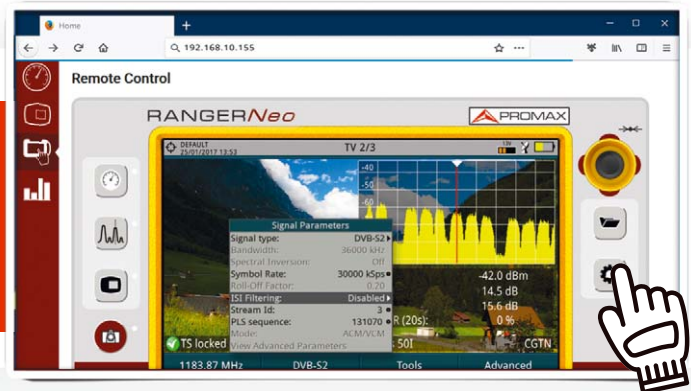 Home
192.168.10.155
Remote Control
RANGERNeo
PROMAX
DEFAULT
25/01/2017 13:53
TV 2/3
13V
-40
-50
-60
Signal Parameters
Signal type: DVB-S2
Bandwidth: 36000 kHz
Spectral Inversion: Off
Symbol Rate: 30000 kSps
Roll-Off Factor: 0.20
ISI Filtering: Disabled
Stream Id: 3
PLS sequence: 131070
Mode: ACM/VCM
View Advanced Parameters
-42.0 dBm
14.5 dB
15.6 dB
R (20s): 0 %
TS locked
501
CGTN
1183.87 MHz DVB-S2 Tools Advanced